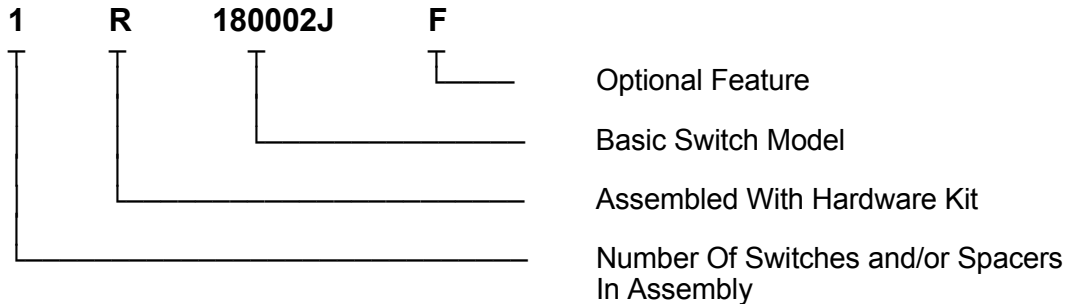 1 R 180002J F
Optional Feature
Basic Switch Model
Assembled With Hardware Kit
Number Of Switches and/or Spacers
In Assembly